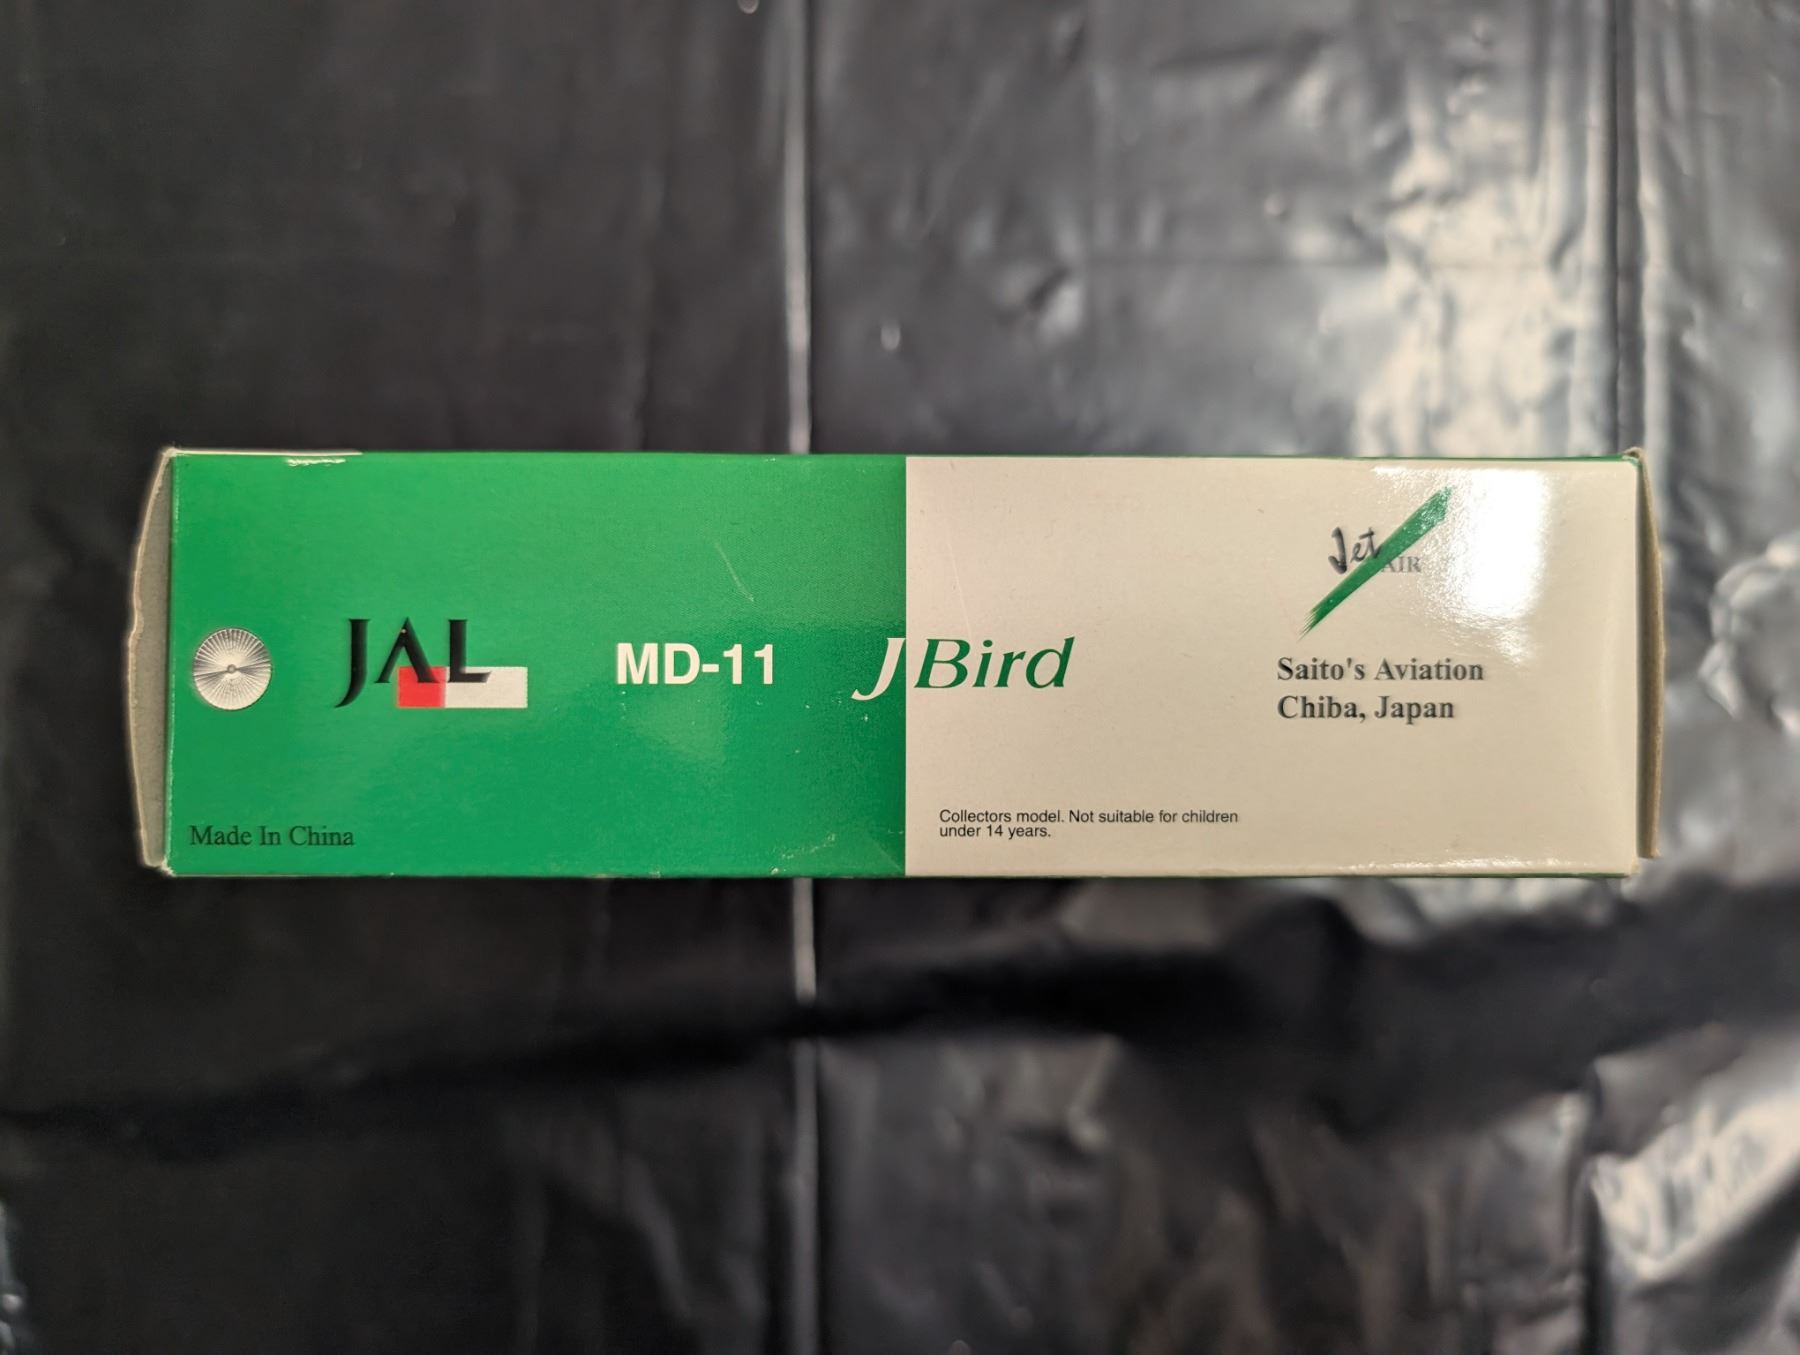 JAL
MD-11
J Bird
Jet
AIR
Saito's Aviation
Chiba, Japan
Made In China
Collectors model. Not suitable for children
under 14 years.